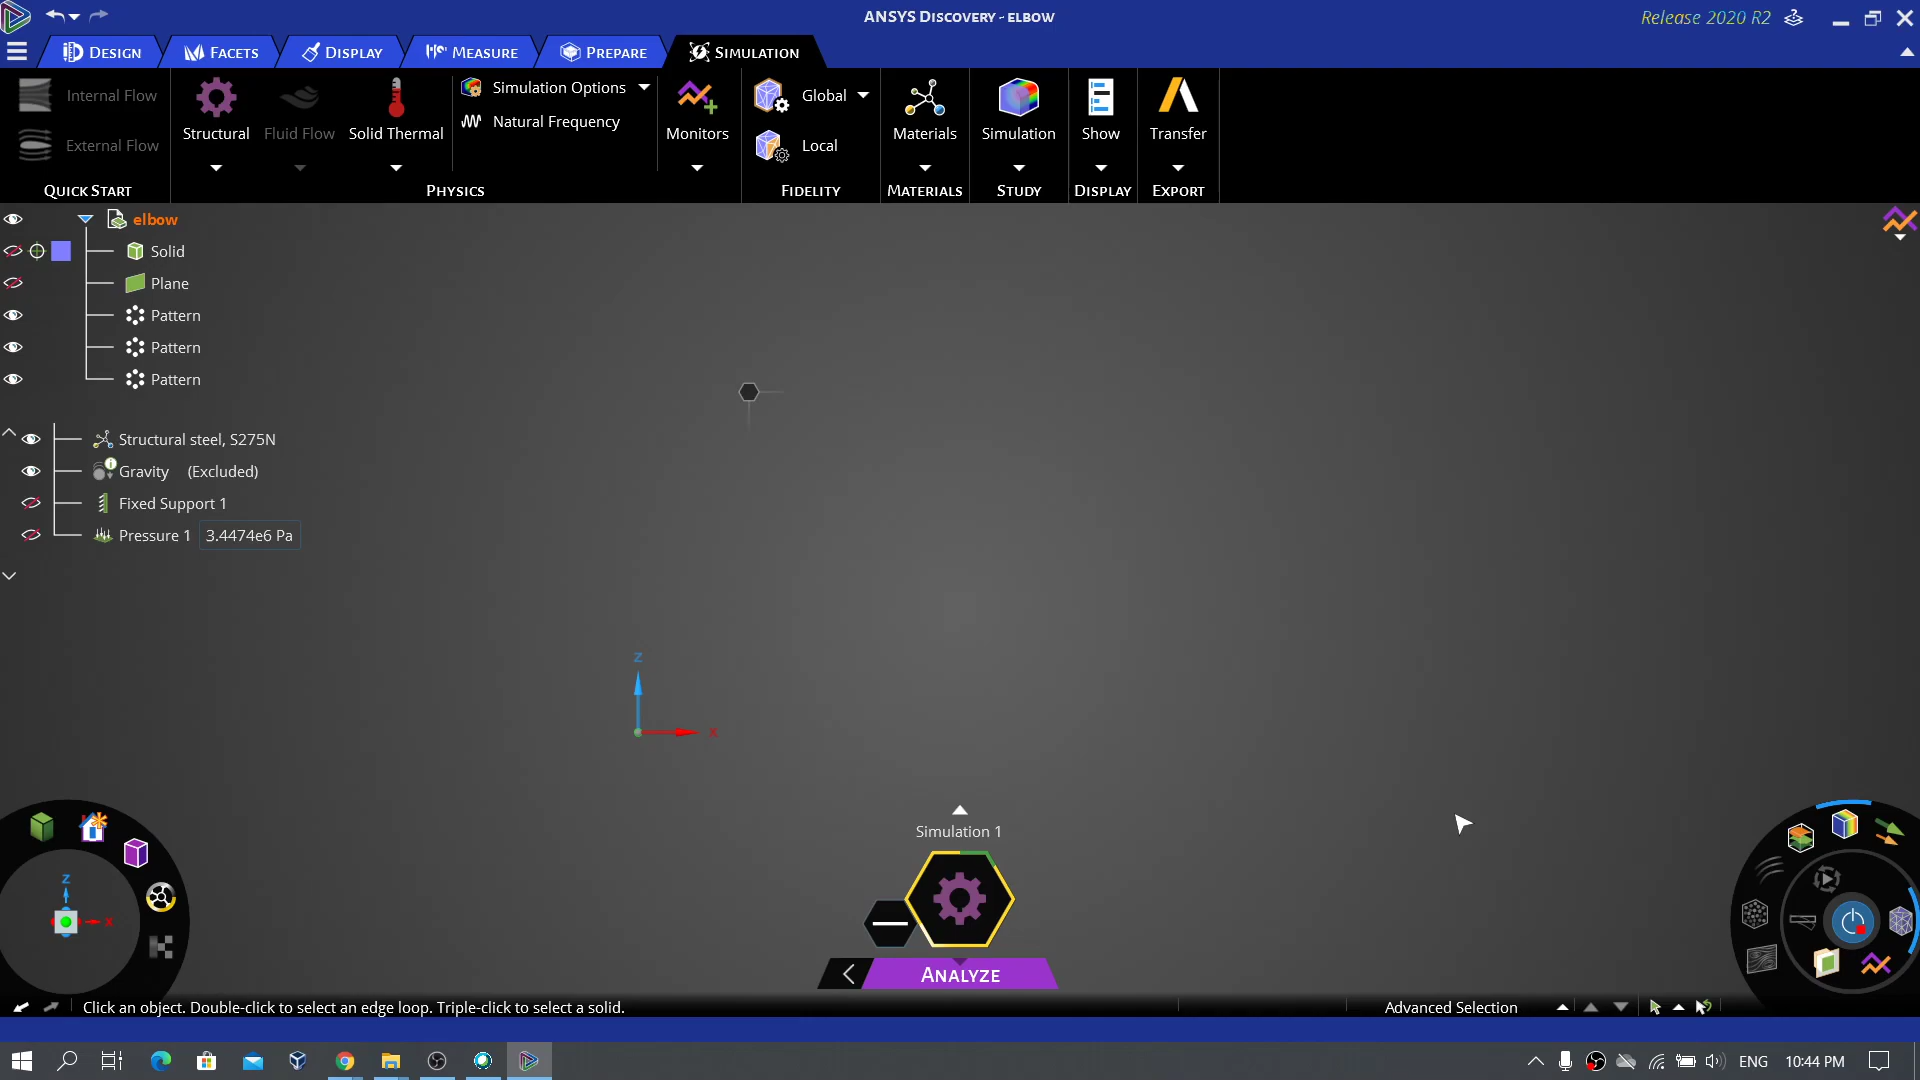 ANSYS Discovery - elbow
Release 2020 R2
Design
Facets
Display
Measure
Prepare
Simulation
Internal Flow
External Flow
Quick Start
Structural
Fluid Flow
Solid Thermal
Simulation Options
Natural Frequency
Physics
Monitors
Global
Local
Fidelity
Materials
Materials
Simulation
Study
Show
Display
Transfer
Export
elbow
Solid
Plane
Pattern
Pattern
Pattern
Structural steel, S275N
Gravity (Excluded)
Fixed Support 1
Pressure 1 3.4474e6 Pa
Z
X
Simulation 1
Z
X
Analyze
Click an object. Double-click to select an edge loop. Triple-click to select a solid.
Advanced Selection
ENG
10:44 PM